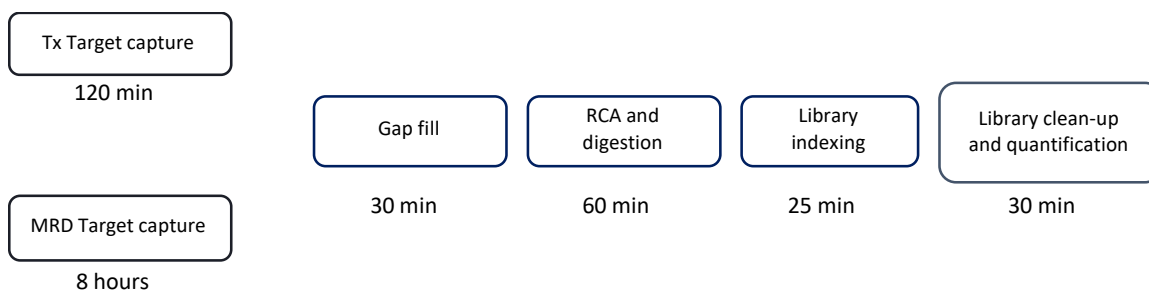 Tx Target capture
120 min
MRD Target capture
8 hours
Gap fill
30 min
RCA and
digestion
60 min
Library
indexing
25 min
Library clean-up
and quantification
30 min